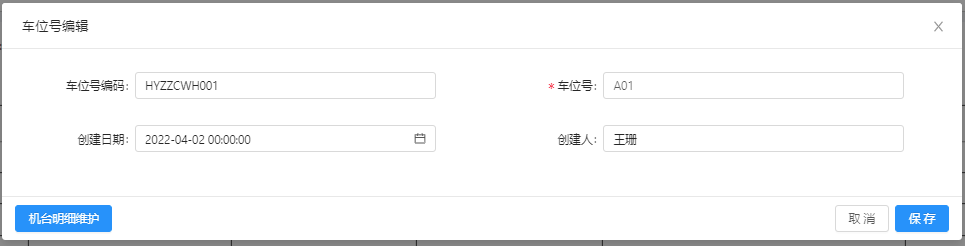 车位号编辑
车位号编码: HYZZCWH001
* 车位号: A01
创建日期: 2022-04-02 00:00:00
创建人: 王珊
机台明细维护
取 消
保 存